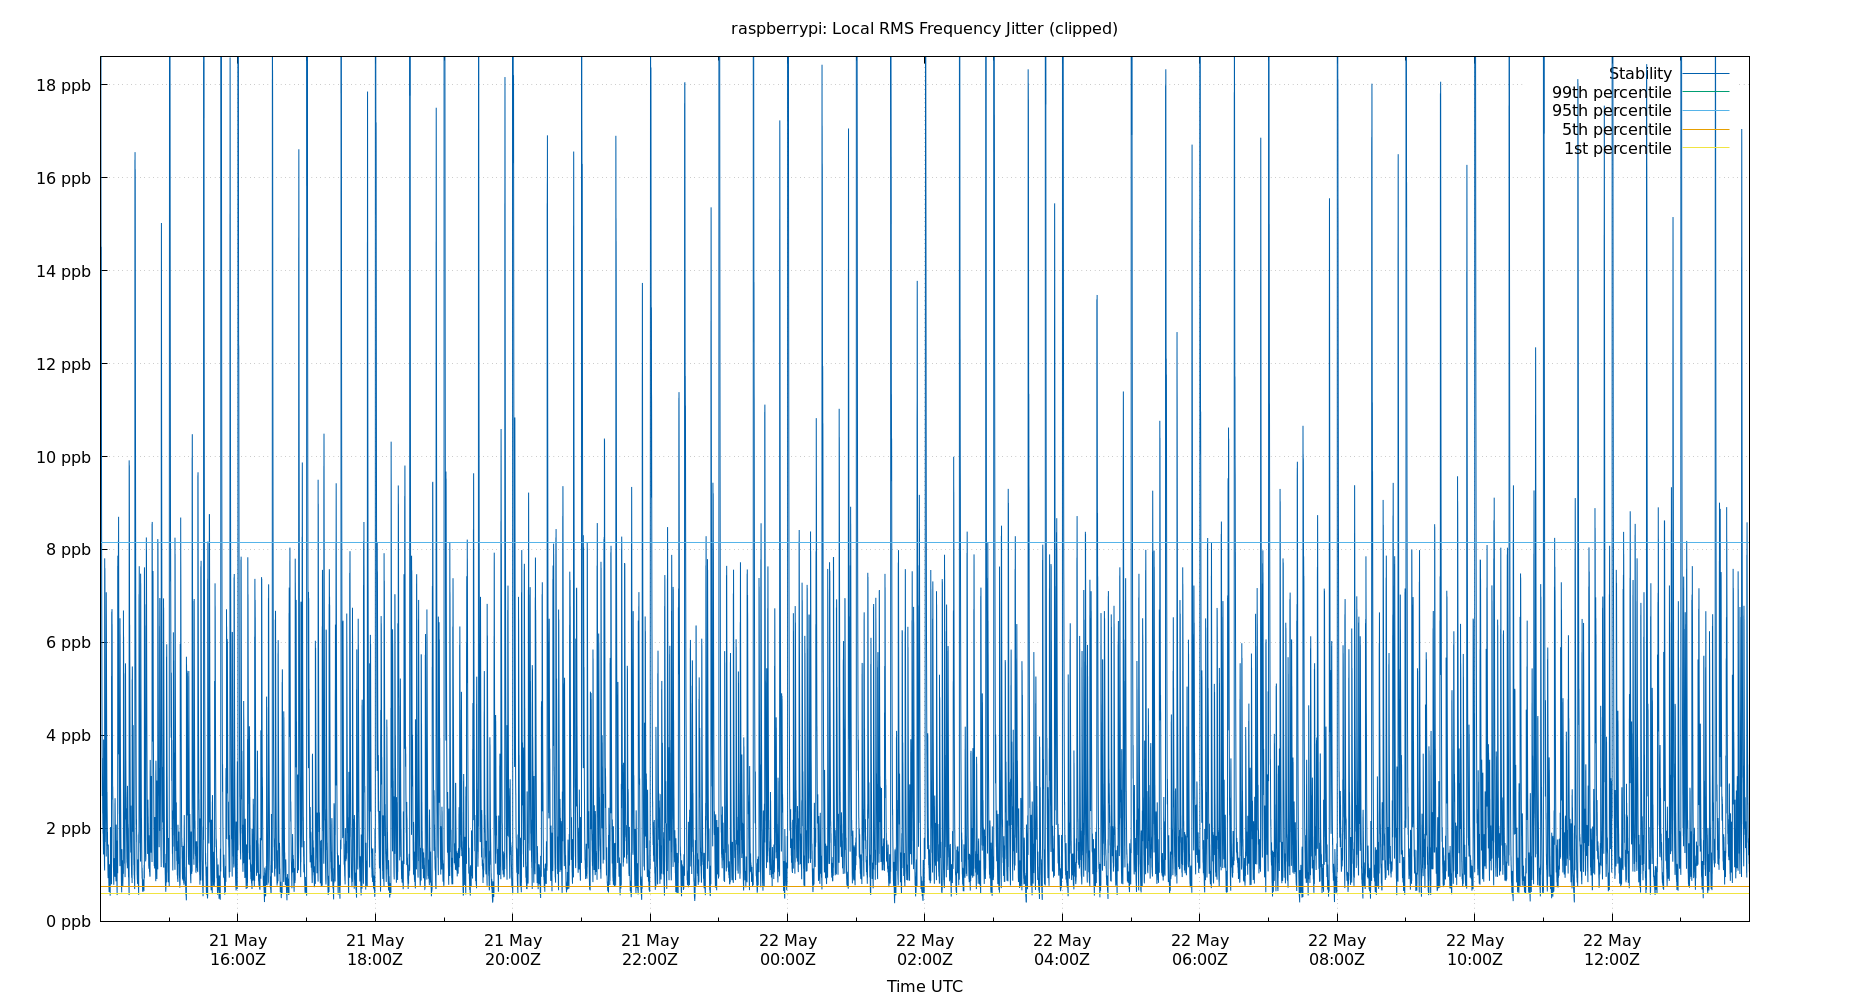 raspberrypi: Local RMS Frequency Jitter (clipped)
18 ppb
16 ppb
14 ppb
12 ppb
10 ppb
8 ppb
6 ppb
4 ppb
2 ppb
0 ppb
Stability
99th percentile
95th percentile
5th percentile
1st percentile
21 May 21 May 21 May 21 May 22 May 22 May 22 May 22 May 22 May 22 May 22 May
16:00Z 18:00Z 20:00Z 22:00Z 00:00Z 02:00Z 04:00Z 06:00Z 08:00Z 10:00Z 12:00Z
Time UTC